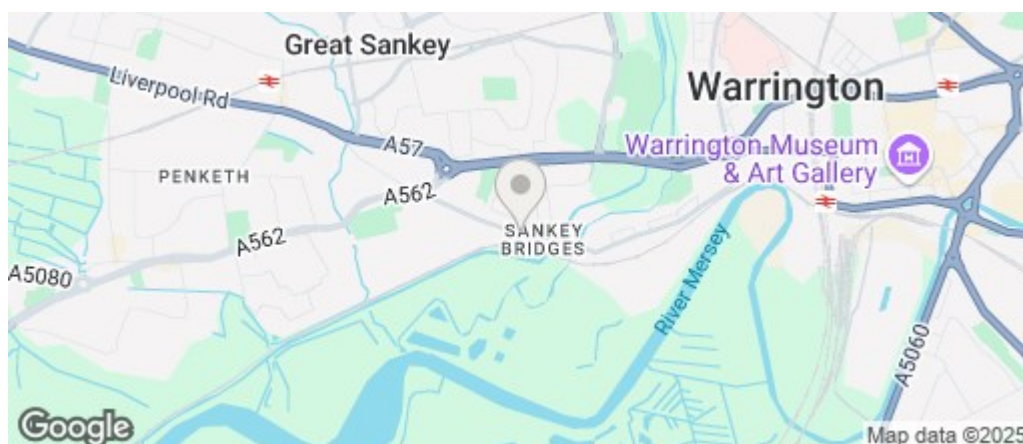 Great Sankey
Warrington
Liverpool Rd
A57
Warrington Museum
& Art Gallery
PENKETH
A562
A562
SANKEY
BRIDGES
A5080
River Mersey
A5060
Google
Map data ©2025